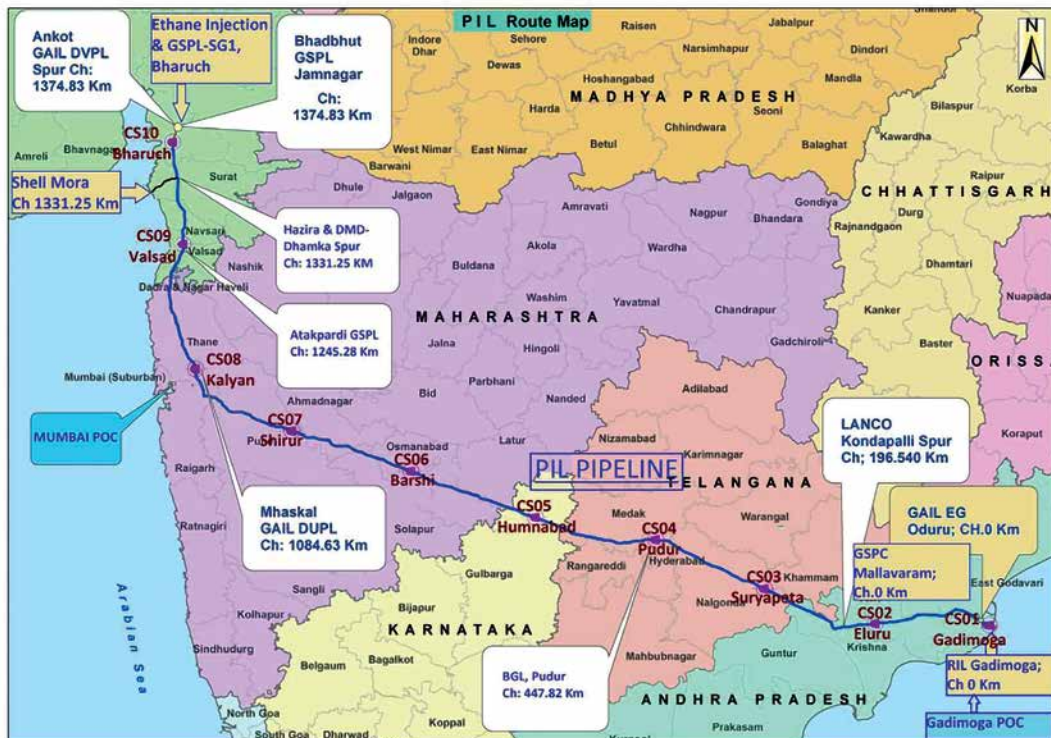 PIL Route Map
N
Ankot
GAIL DVPL
Spur Ch:
1374.83 Km
Ethane Injection
& GSPL-SG1,
Bharuch
Bhadbhut
GSPL
Jamnagar
Ch:
1374.83 Km
Indore
Dhar
Dewas
Sehore
Raisen
Jabalpur
Hoshangabad
Narsimhapur
Dindori
Mandla
MADHYA PRADESH
Harda
Betul
Chhindwara
Seoni
Balaghat
West Nimar
East Nimar
Barwani
Bilaspur
Korba
Kawardha
CHHATTISGARH
Raipur
Durg
Rajnandgaon
Dhamtari
Kanker
Baster
Nuapada
ORISS
Koraput
Amreli
Bhavnagar
CS10
Bharuch
Surat
Shell Mora
Ch 1331.25 Km
Hazira & DMD-
Dhamka Spur
Ch: 1331.25 KM
Navsari
CS09
Valsad
Valsad
Dadra & Nagar Haveli
Atakpardi GSPL
Ch: 1245.28 Km
Dhule
Jalgaon
Amravati
Nagpur
Bhandara
Gondiya
Nashik
Buldana
Akola
Wardha
Washim
Yavatmal
Chandrapur
Gadchiroli
MAHARASHTRA
Jalna
Hingoli
Parbhani
Bid
Nanded
Thane
CS08
Kalyan
Mumbai (Suburban)
MUMBAI POC
Ahmadnagar
CS07
Shirur
Raigarh
Osmanabad
Latur
CS06
Barshi
Mhaskal
GAIL DUPL
Ch: 1084.63 Km
Ratnagiri
Solapur
Sangli
Kolhapur
Sindhudurg
Arabian Sea
PIL PIPELINE
CS05
Humnabad
Gulbarga
Bijapur
KARNATAKA
Belgaum
Bagalkot
Koppal
Dharwad
North Goa
South Goa
Adilabad
Nizamabad
Karimnagar
TELANGANA
Medak
Warangal
CS04
Pudur
Rangareddi
Hyderabad
CS03
Suryapeta
Khammam
Nalgonda
Mahbubnagar
BGL, Pudur
Ch: 447.82 Km
LANCO
Kondapalli Spur
Ch; 196.540 Km
GAIL EG
Oduru; CH.0 Km
GSPC
Mallavaram;
Ch.0 Km
East Godavari
CS02
Eluru
Krishna
CS01
Gadimoga
Guntur
ANDHRA PRADESH
Prakasam
RIL Gadimoga;
Ch 0 Km
Gadimoga POC